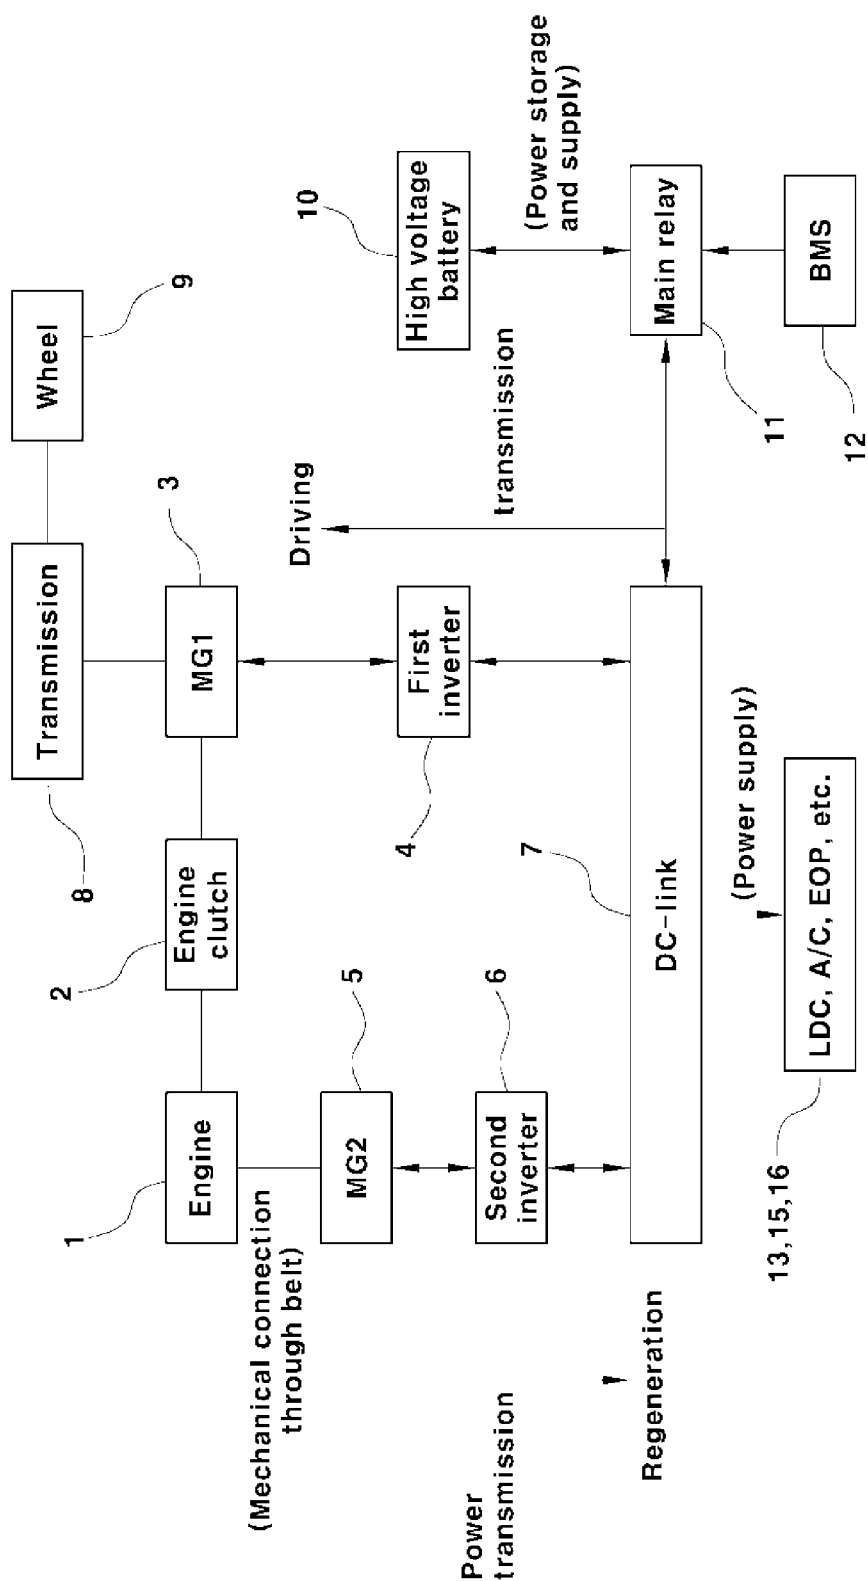 Wheel
9
Transmission
8
Engine
1
Engine
clutch
2
MG1
3
(Mechanical connection
through belt)
MG2
5
Driving
High voltage
battery
10
First
inverter
4
Second
inverter
6
Power
transmission
transmission
(Power storage
and supply)
Regeneration
DC-link
7
Main relay
11
(Power supply)
LDC, A/C, EOP, etc.
13,15,16
BMS
12